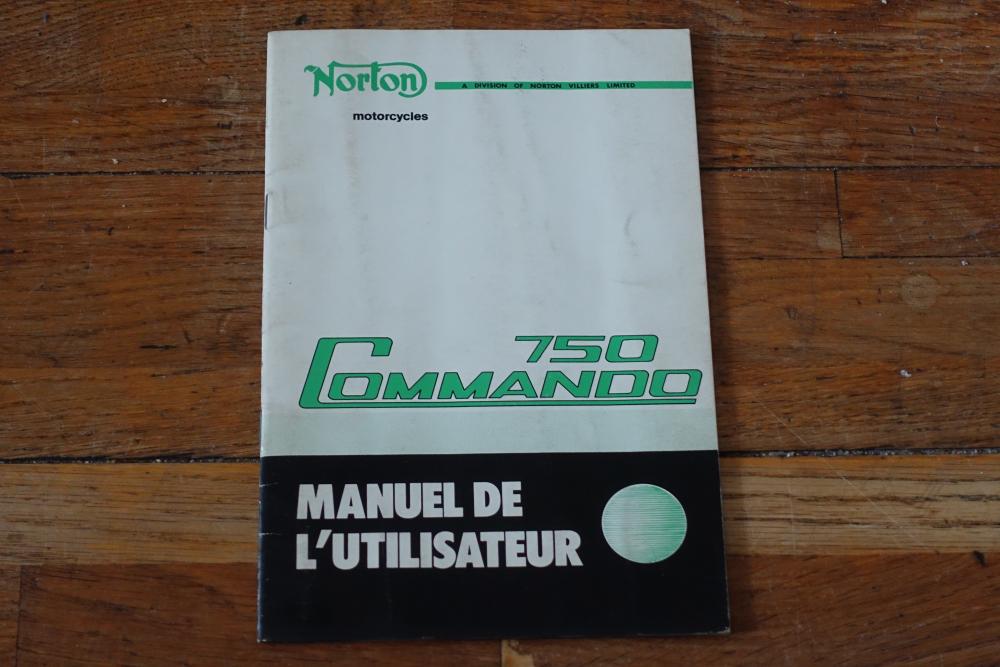 Norton
A DIVISION OF NORTON VILLIERS LIMITED
motorcycles
750
COMMANDO
MANUEL DE
L'UTILISATEUR